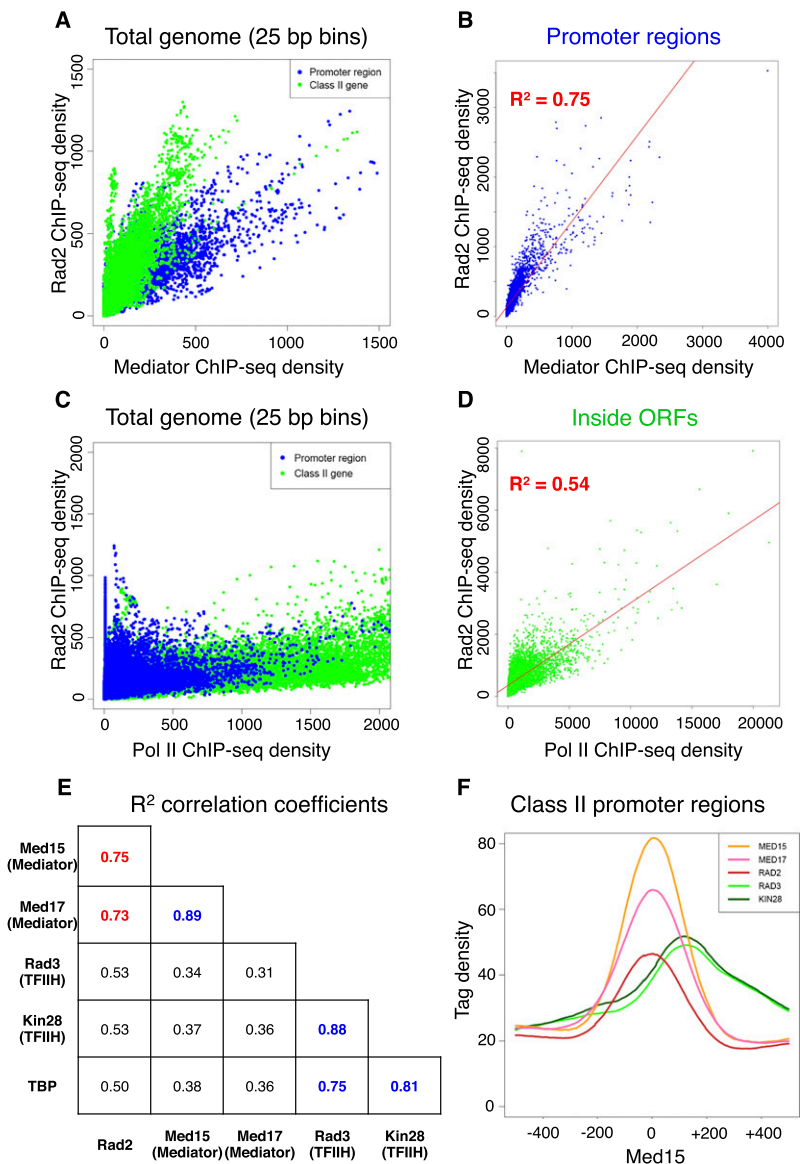 A
Total genome (25 bp bins)
Rad2 ChIP-seq density
0 500 1000 1500
Promoter region
Class II gene
0 500 1000 1500
Mediator ChIP-seq density
B
Promoter regions
R² = 0.75
Rad2 ChIP-seq density
0 1000 2000 3000
0 1000 2000 3000 4000
Mediator ChIP-seq density
C
Total genome (25 bp bins)
Rad2 ChIP-seq density
0 500 1000 1500 2000
Promoter region
Class II gene
0 500 1000 1500 2000
Pol II ChIP-seq density
D
Inside ORFs
R² = 0.54
Rad2 ChIP-seq density
0 2000 4000 6000 8000
0 5000 10000 15000 20000
Pol II ChIP-seq density
E
R² correlation coefficients
Med15
(Mediator) 0.75
Med17
(Mediator) 0.73 0.89
Rad3
(TFIIH) 0.53 0.34 0.31
Kin28
(TFIIH) 0.53 0.37 0.36 0.88
TBP 0.50 0.38 0.36 0.75 0.81
Rad2 Med15 Med17 Rad3 Kin28
(Mediator) (Mediator) (TFIIH) (TFIIH)
F
Class II promoter regions
Tag density
80
60
40
20
0
MED15
MED17
RAD2
RAD3
KIN28
-400 -200 0 +200 +400
Med15